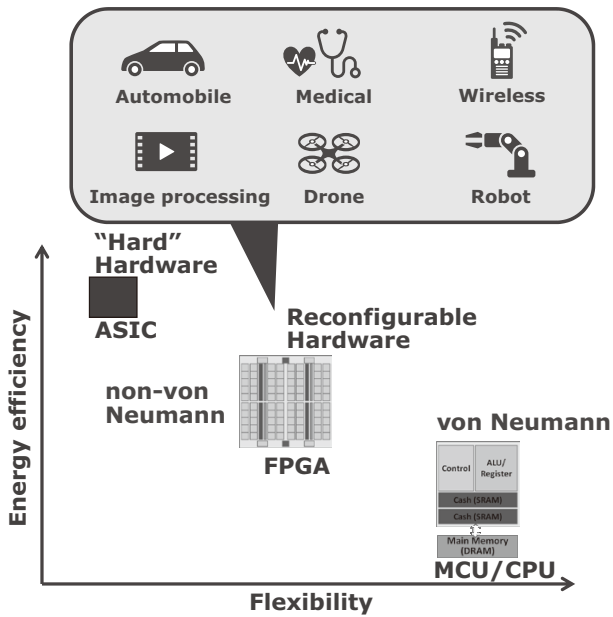 Automobile
Medical
Wireless
Image processing
Drone
Robot
“Hard”
Hardware
ASIC
Reconfigurable
Hardware
non-von
Neumann
FPGA
von Neumann
Control
ALU/
Register
Cash (SRAM)
Cash (SRAM)
Main Memory
(DRAM)
MCU/CPU
Energy efficiency
Flexibility